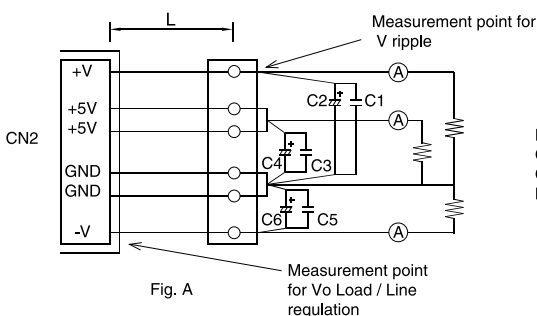 L
Measurement point for
V ripple
CN2
+V
+5V
+5V
GND
GND
-V
C2
+
C1
A
A
C4
+
C3
C6
+
C5
A
Fig. A
Measurement point
for Vo Load / Line
regulation